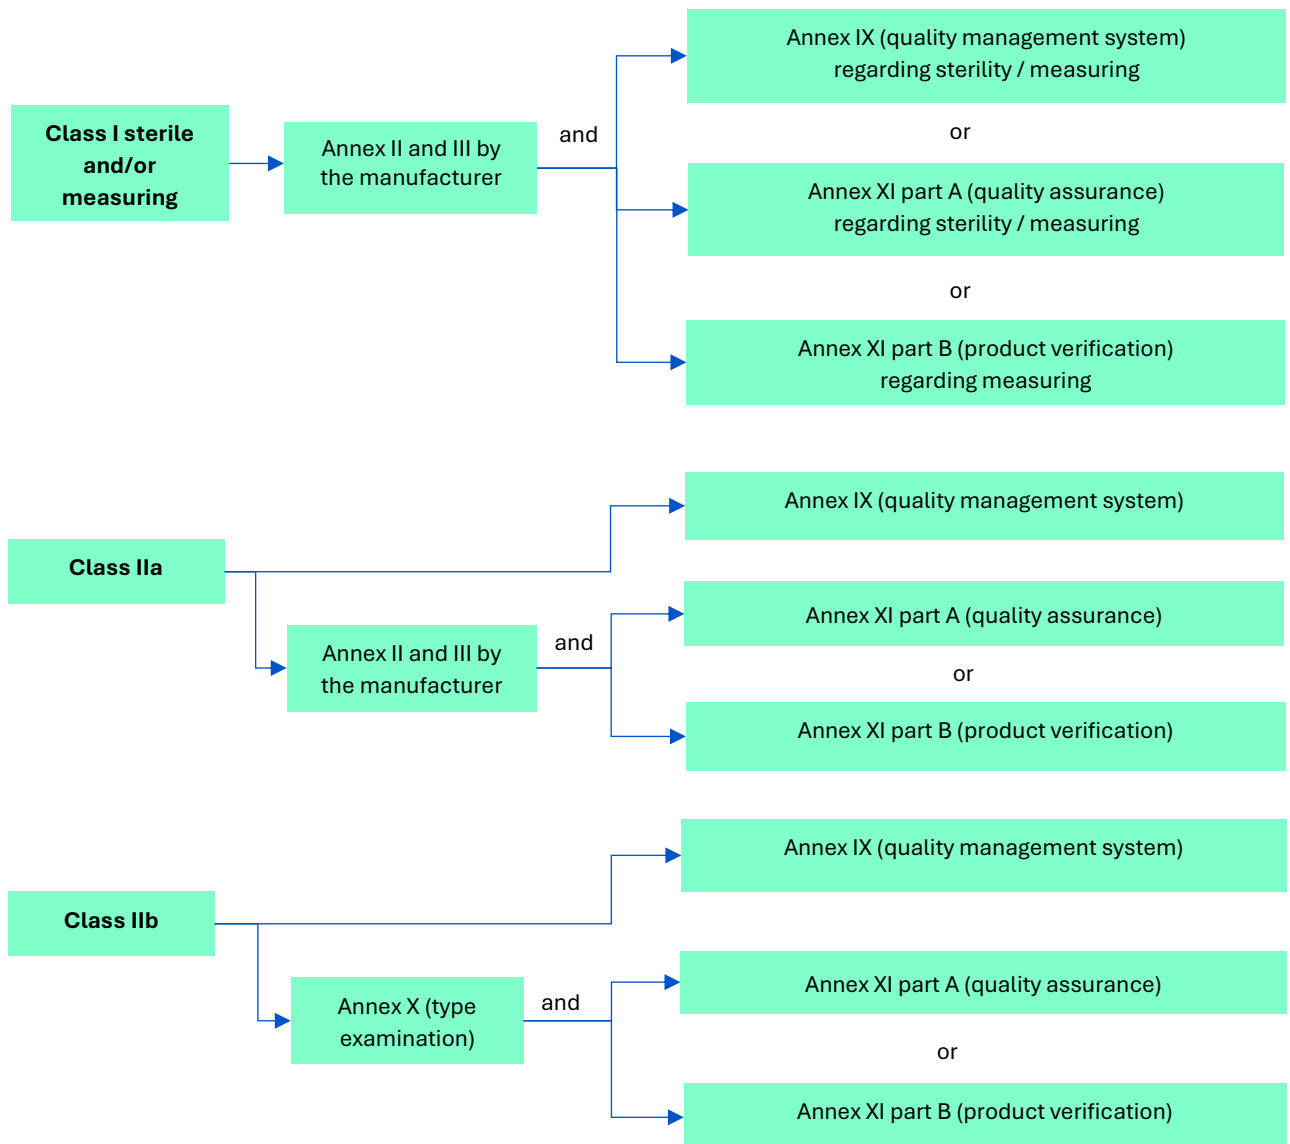 Class I sterile
and/or
measuring
Annex II and III by
the manufacturer
and
Annex IX (quality management system)
regarding sterility / measuring
or
Annex XI part A (quality assurance)
regarding sterility / measuring
or
Annex XI part B (product verification)
regarding measuring
Class IIa
Annex IX (quality management system)
Annex II and III by
the manufacturer
and
Annex XI part A (quality assurance)
or
Annex XI part B (product verification)
Class IIb
Annex IX (quality management system)
Annex X (type
examination)
and
Annex XI part A (quality assurance)
or
Annex XI part B (product verification)